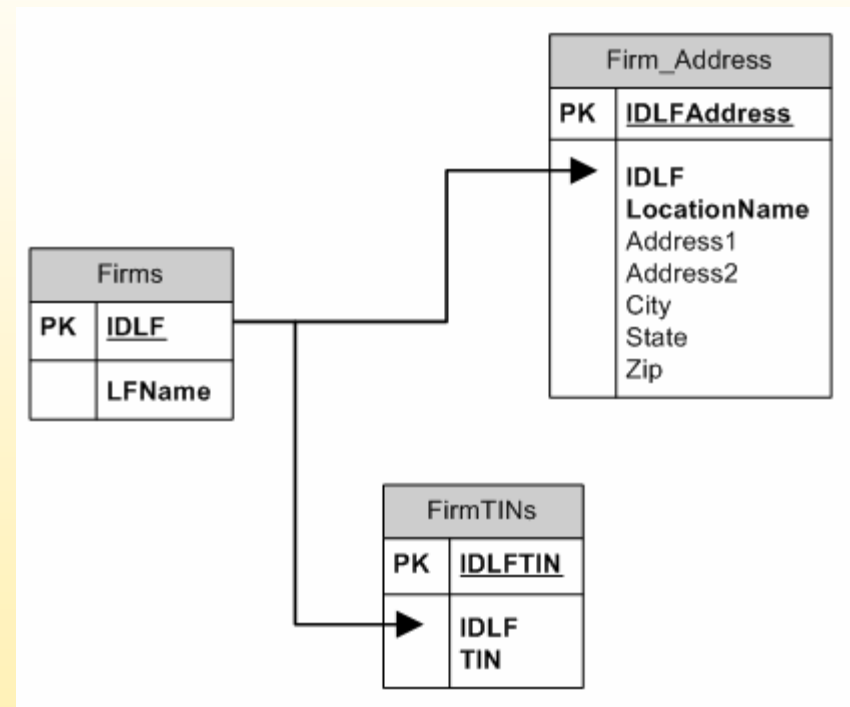 Firm_Address
PK IDLFAddress
IDLF
LocationName
Address1
Address2
City
State
Zip
Firms
PK IDLF
LFName
FirmTINs
PK IDLFTIN
IDLF
TIN